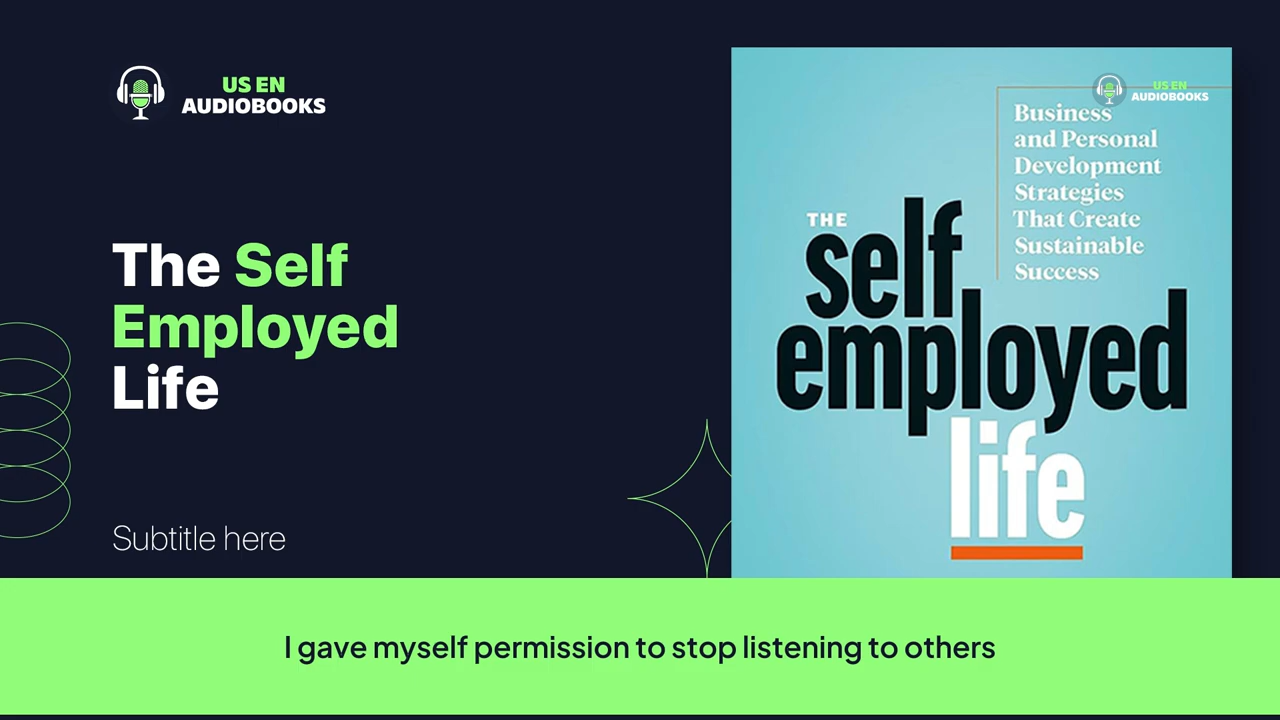 US EN
AUDIOBOOKS
The Self
Employed
Life
Subtitle here
US EN
AUDIOBOOKS
Business
and Personal
Development
Strategies
That Create
Sustainable
Success
THE
self
employed
life
I gave myself permission to stop listening to others